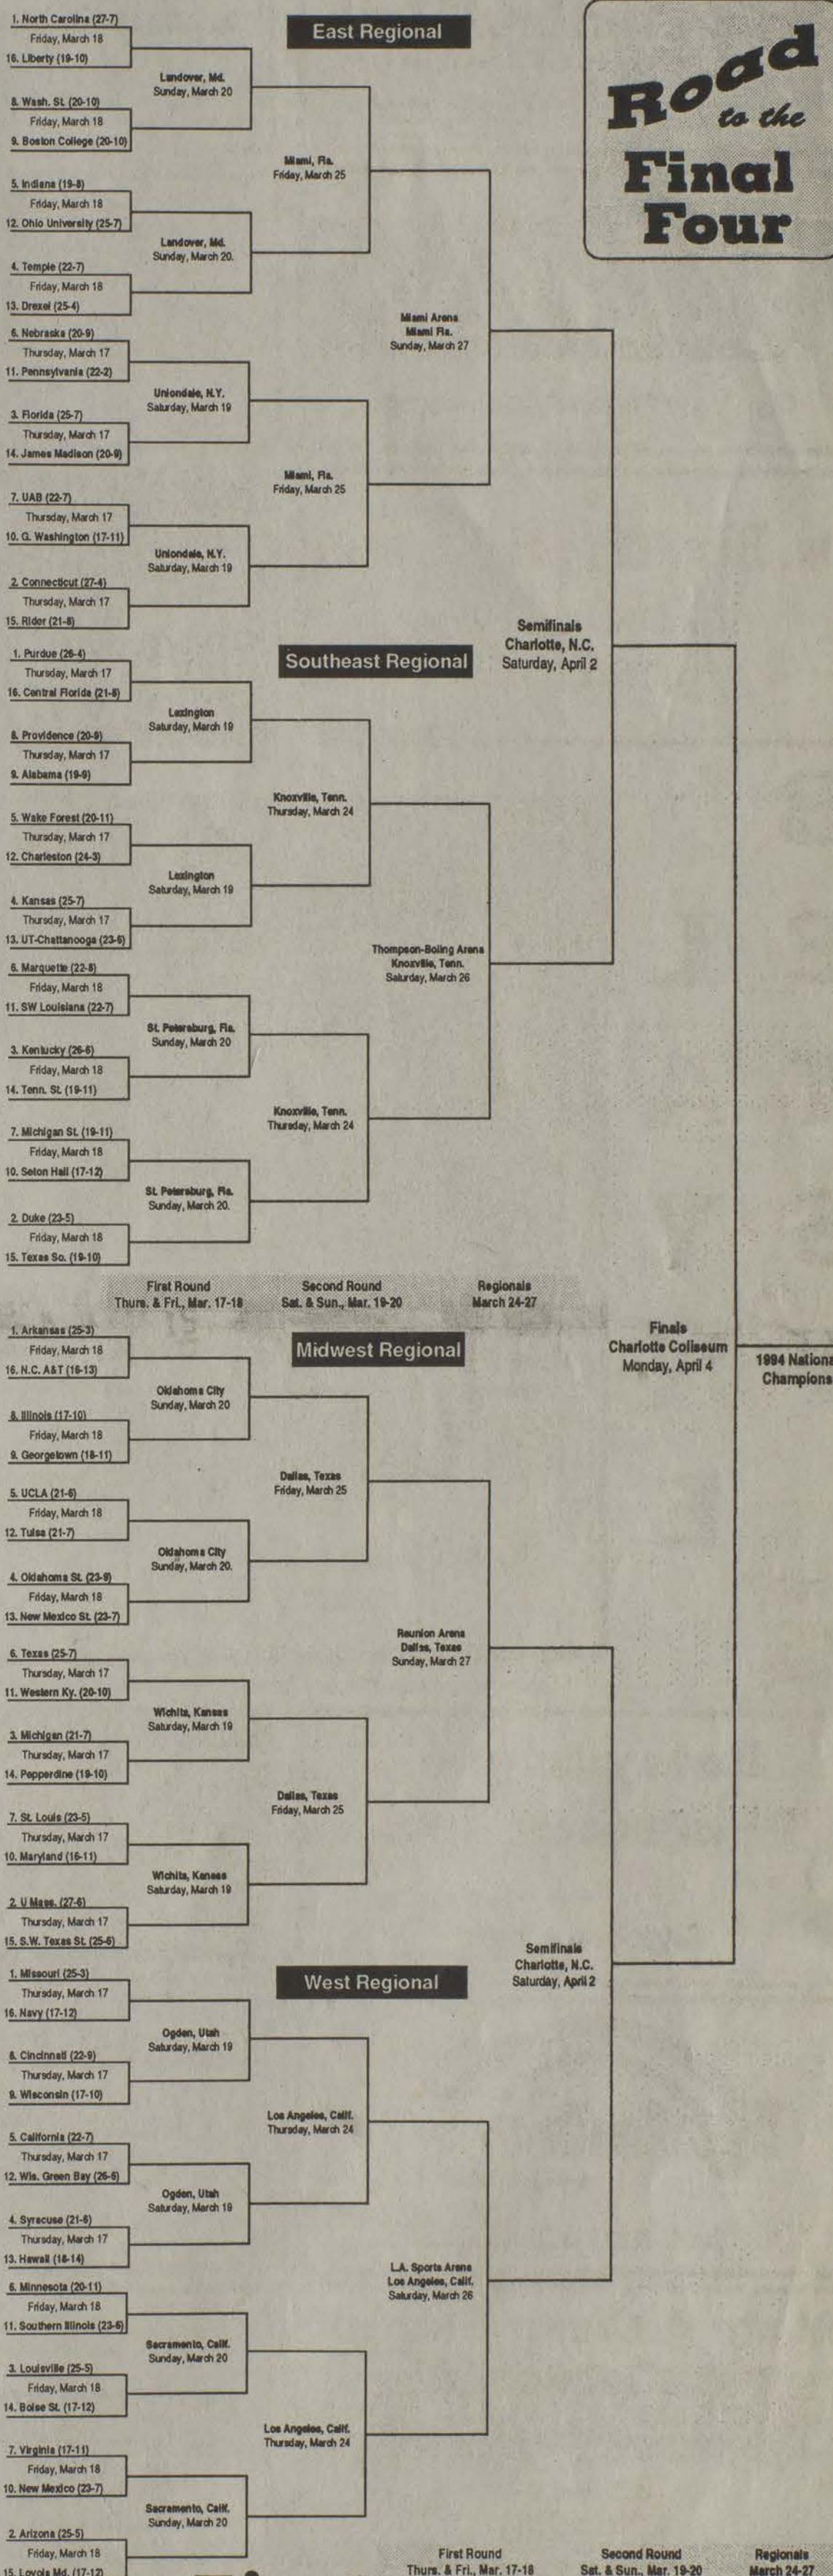 East Regional
Road
to the
Final
Four
1. North Carolina (27-7)
Friday, March 18
16. Liberty (19-10)
Landover, Md.
Sunday, March 20
8. Wash. St. (20-10)
Friday, March 18
9. Boston College (20-10)
Miami, Fla.
Friday, March 25
5. Indiana (19-8)
Friday, March 18
12. Ohio University (25-7)
Landover, Md.
Sunday, March 20.
4. Temple (22-7)
Friday, March 18
13. Drexel (25-4)
Miami Arena
Miami Fla.
Sunday, March 27
6. Nebraska (20-9)
Thursday, March 17
11. Pennsylvania (22-2)
Uniondale, N.Y.
Saturday, March 19
3. Florida (25-7)
Thursday, March 17
14. James Madison (20-9)
Miami, Fla.
Friday, March 25
7. UAB (22-7)
Thursday, March 17
10. G. Washington (17-11)
Uniondale, N.Y.
Saturday, March 19
2. Connecticut (27-4)
Thursday, March 17
15. Rider (21-8)
Semifinals
Charlotte, N.C.
Saturday, April 2
Southeast Regional
1. Purdue (26-4)
Thursday, March 17
16. Central Florida (21-8)
Lexington
Saturday, March 19
8. Providence (20-9)
Thursday, March 17
9. Alabama (19-9)
Knoxville, Tenn.
Thursday, March 24
5. Wake Forest (20-11)
Thursday, March 17
12. Charleston (24-3)
Lexington
Saturday, March 19
4. Kansas (25-7)
Thursday, March 17
13. UT-Chattanooga (23-6)
Thompson-Boling Arena
Knoxville, Tenn.
Saturday, March 26
6. Marquette (22-8)
Friday, March 18
11. SW Louisiana (22-7)
St. Petersburg, Fla.
Sunday, March 20
3. Kentucky (26-6)
Friday, March 18
14. Tenn. St. (19-11)
Knoxville, Tenn.
Thursday, March 24
7. Michigan St. (19-11)
Friday, March 18
10. Seton Hall (17-12)
St. Petersburg, Fla.
Sunday, March 20.
2. Duke (23-5)
Friday, March 18
15. Texas So. (19-10)
First Round
Thurs. & Fri., Mar. 17-18
Second Round
Sat. & Sun., Mar. 19-20
Regionals
March 24-27
Finals
Charlotte Coliseum
Monday, April 4
1994 Nationa
Champions
Midwest Regional
1. Arkansas (25-3)
Friday, March 18
16. N.C. A&T (16-13)
Oklahoma City
Sunday, March 20
8. Illinois (17-10)
Friday, March 18
9. Georgetown (18-11)
Dallas, Texas
Friday, March 25
5. UCLA (21-6)
Friday, March 18
12. Tulsa (21-7)
Oklahoma City
Sunday, March 20.
4. Oklahoma St. (23-9)
Friday, March 18
13. New Mexico St. (23-7)
Reunion Arena
Dallas, Texas
Sunday, March 27
6. Texas (25-7)
Thursday, March 17
11. Western Ky. (20-10)
Wichita, Kansas
Saturday, March 19
3. Michigan (21-7)
Thursday, March 17
14. Pepperdine (19-10)
Dallas, Texas
Friday, March 25
7. St. Louis (23-5)
Thursday, March 17
10. Maryland (16-11)
Wichita, Kansas
Saturday, March 19
2. U Mass. (27-6)
Thursday, March 17
15. S.W. Texas St. (25-6)
Semifinals
Charlotte, N.C.
Saturday, April 2
West Regional
1. Missouri (25-3)
Thursday, March 17
16. Navy (17-12)
Ogden, Utah
Saturday, March 19
8. Cincinnati (22-9)
Thursday, March 17
9. Wisconsin (17-10)
Los Angeles, Calif.
Thursday, March 24
5. California (22-7)
Thursday, March 17
12. Wis. Green Bay (26-6)
Ogden, Utah
Saturday, March 19
4. Syracuse (21-6)
Thursday, March 17
13. Hawaii (18-14)
L.A. Sports Arena
Los Angeles, Calif.
Saturday, March 26
6. Minnesota (20-11)
Friday, March 18
11. Southern Illinois (23-6)
Sacramento, Calif.
Sunday, March 20
3. Louisville (25-5)
Friday, March 18
14. Boise St. (17-12)
Los Angeles, Calif.
Thursday, March 24
7. Virginia (17-11)
Friday, March 18
10. New Mexico (23-7)
Sacramento, Calif.
Sunday, March 20
2. Arizona (25-5)
Friday, March 18
15. Loyola Md. (17-12)
First Round
Thurs. & Fri., Mar. 17-18
Second Round
Sat. & Sun., Mar. 19-20
Regionals
March 24-27